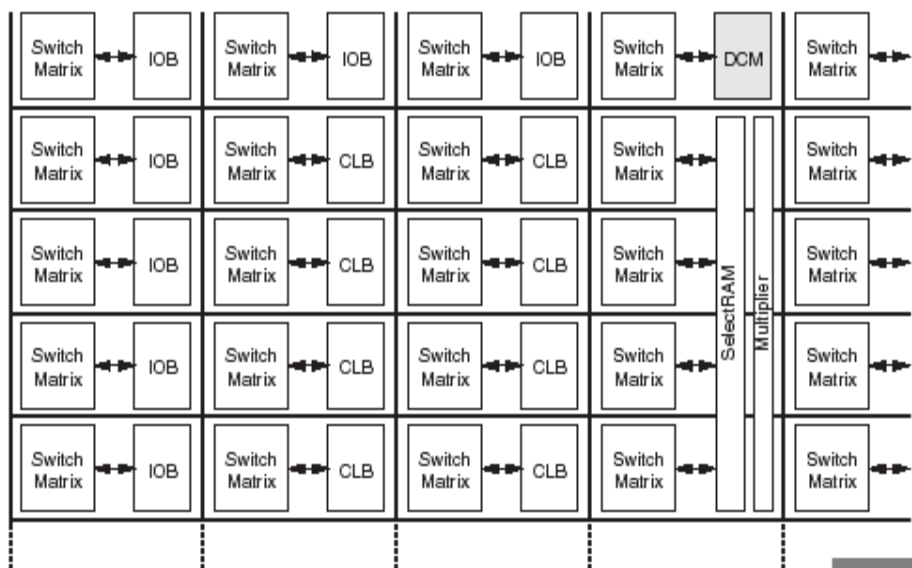 Switch Matrix IOB Switch Matrix IOB Switch Matrix IOB Switch Matrix DCM Switch Matrix
Switch Matrix IOB Switch Matrix CLB Switch Matrix CLB Switch Matrix Switch Matrix
Switch Matrix IOB Switch Matrix CLB Switch Matrix CLB Switch Matrix Switch Matrix
Switch Matrix IOB Switch Matrix CLB Switch Matrix CLB Switch Matrix Switch Matrix
Switch Matrix IOB Switch Matrix CLB Switch Matrix CLB Switch Matrix Switch Matrix
SelectRAM
Multiplier